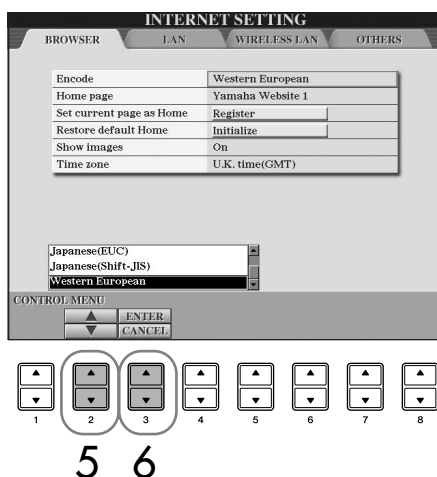 INTERNET SETTING
BROWSER LAN WIRELESS LAN OTHERS
Encode Western European
Home page Yamaha Website 1
Set current page as Home Register
Restore default Home Initialize
Show images On
Time zone U.K. time(GMT)
Japanese(EUC)
Japanese(Shift-JIS)
Western European
CONTROL MENU
ENTER
CANCEL
1 2 3 4 5 6 7 8
5 6